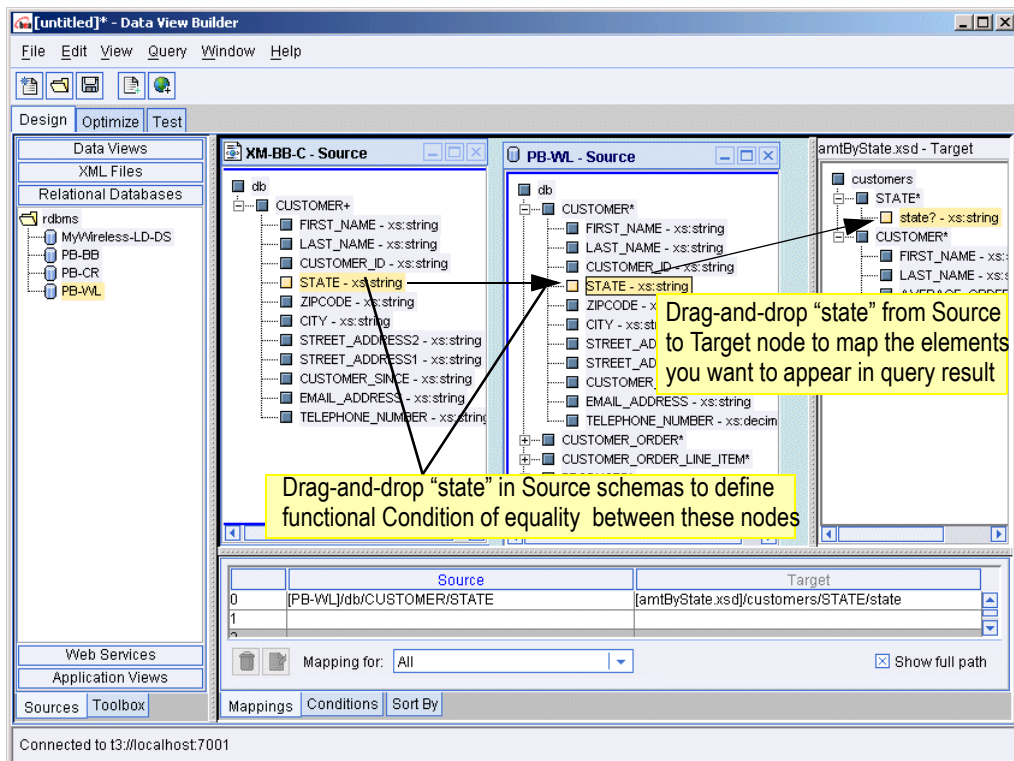 [untitled]* - Data View Builder
File Edit View Query Window Help
Design Optimize Test
Data Views
XML Files
Relational Databases
rdbms
MyWireless-LD-DS
PB-BB
PB-CR
PB-WL
Web Services
Application Views
Sources Toolbox
XM-BB-C - Source
db
CUSTOMER+
FIRST_NAME - xs:string
LAST_NAME - xs:string
CUSTOMER_ID - xs:string
STATE - xs:string
ZIPCODE - xs:string
CITY - xs:string
STREET_ADDRESS2 - xs:string
STREET_ADDRESS1 - xs:string
CUSTOMER_SINCE - xs:string
EMAIL_ADDRESS - xs:string
TELEPHONE_NUMBER - xs:string
PB-WL - Source
db
CUSTOMER*
FIRST_NAME - xs:string
LAST_NAME - xs:string
CUSTOMER_ID - xs:string
STATE - xs:string
ZIPCODE - x
CITY - xs:st
STREET_AD
STREET_AD
CUSTOMER
EMAIL_ADDRESS - xs:string
TELEPHONE_NUMBER - xs:decim
CUSTOMER_ORDER*
CUSTOMER_ORDER_LINE_ITEM*
amtByState.xsd - Target
customers
STATE*
state? - xs:string
CUSTOMER*
FIRST_NAME - xs:
LAST_NAME - xs:s
Drag-and-drop “state” from Source
to Target node to map the elements
you want to appear in query result
Drag-and-drop “state” in Source schemas to define
functional Condition of equality between these nodes
Source Target
0 [PB-WL]/db/CUSTOMER/STATE [amtByState.xsd]/customers/STATE/state
1
Mapping for: All Show full path
Mappings Conditions Sort By
Connected to t3://localhost:7001